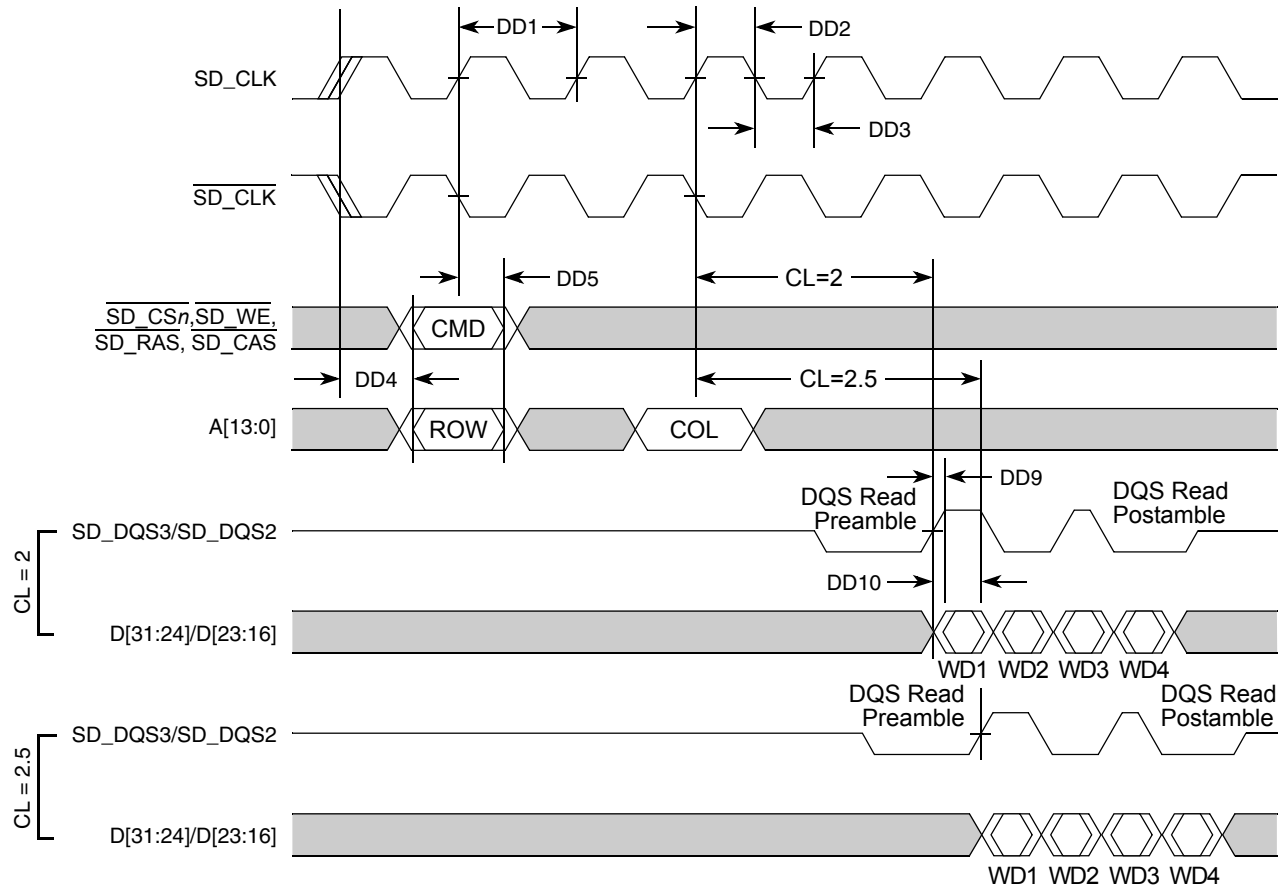 DD1
DD2
SD_CLK
DD3
SD_CLK
DD5
CL=2
SD_CSn,SD_WE,
SD_RAS, SD_CAS
CMD
DD4
CL=2.5
A[13:0]
ROW
COL
DD9
DQS Read
Preamble
DQS Read
Postamble
CL = 2
SD_DQS3/SD_DQS2
DD10
D[31:24]/D[23:16]
WD1 WD2 WD3 WD4
DQS Read
Preamble
DQS Read
Postamble
CL = 2.5
SD_DQS3/SD_DQS2
D[31:24]/D[23:16]
WD1 WD2 WD3 WD4